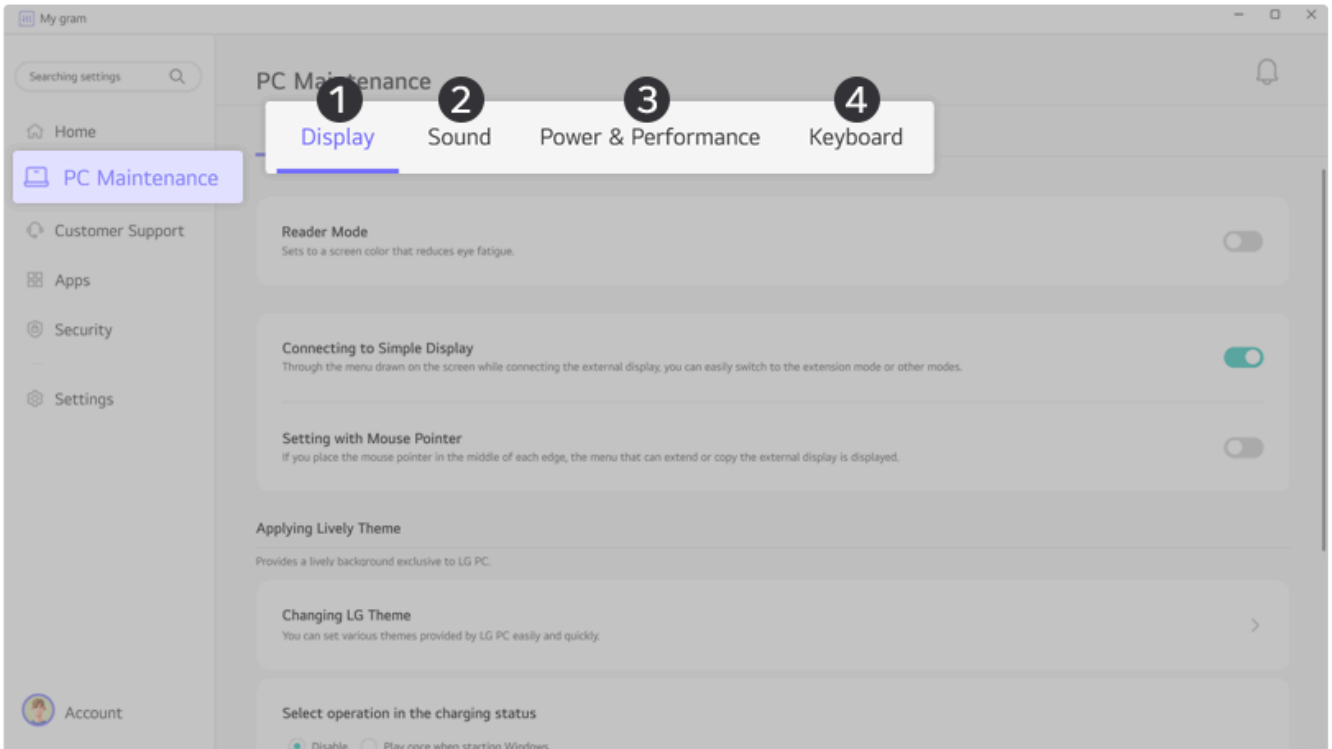 My gram
Searching settings
Home
PC Maintenance
Customer Support
Apps
Security
Settings
Account
PC Maintenance
1 2 3 4
Display Sound Power & Performance Keyboard
Reader Mode
Sets to a screen color that reduces eye fatigue.
Connecting to Simple Display
Through the menu drawn on the screen while connecting the external display, you can easily switch to the extension mode or other modes.
Setting with Mouse Pointer
If you place the mouse pointer in the middle of each edge, the menu that can extend or copy the external display is displayed.
Applying Lively Theme
Provides a lively background exclusive to LG PC.
Changing LG Theme
You can set various themes provided by LG PC easily and quickly.
Select operation in the charging status
Disable Play once when starting Windows